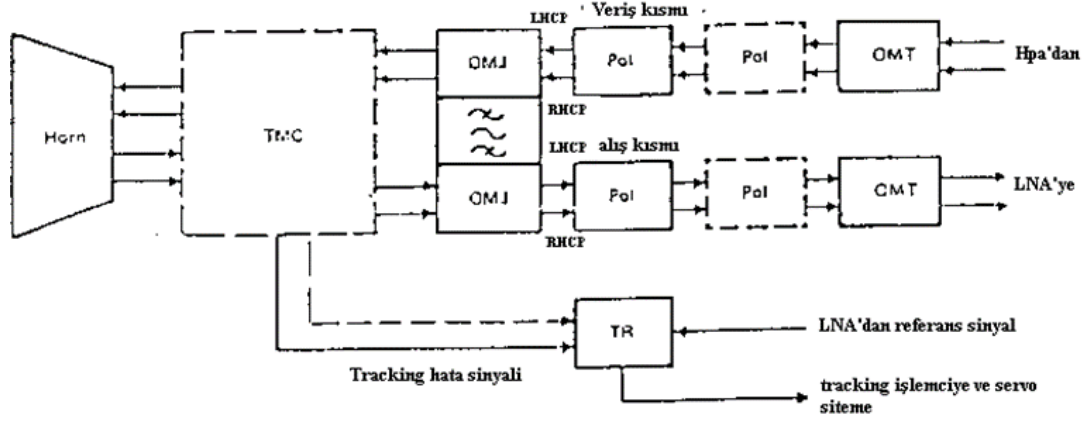 LHCP
Veriş kısmı
OMJ
Pol
Pol
OMT
Hpa'dan
RHCP
Horn
TMC
LHCP
alış kısmı
OMJ
Pol
Pol
OMT
LNA'ye
RHCP
TR
LNA'dan referans sinyal
Tracking hata sinyali
tracking işlemciye ve servo
siteme